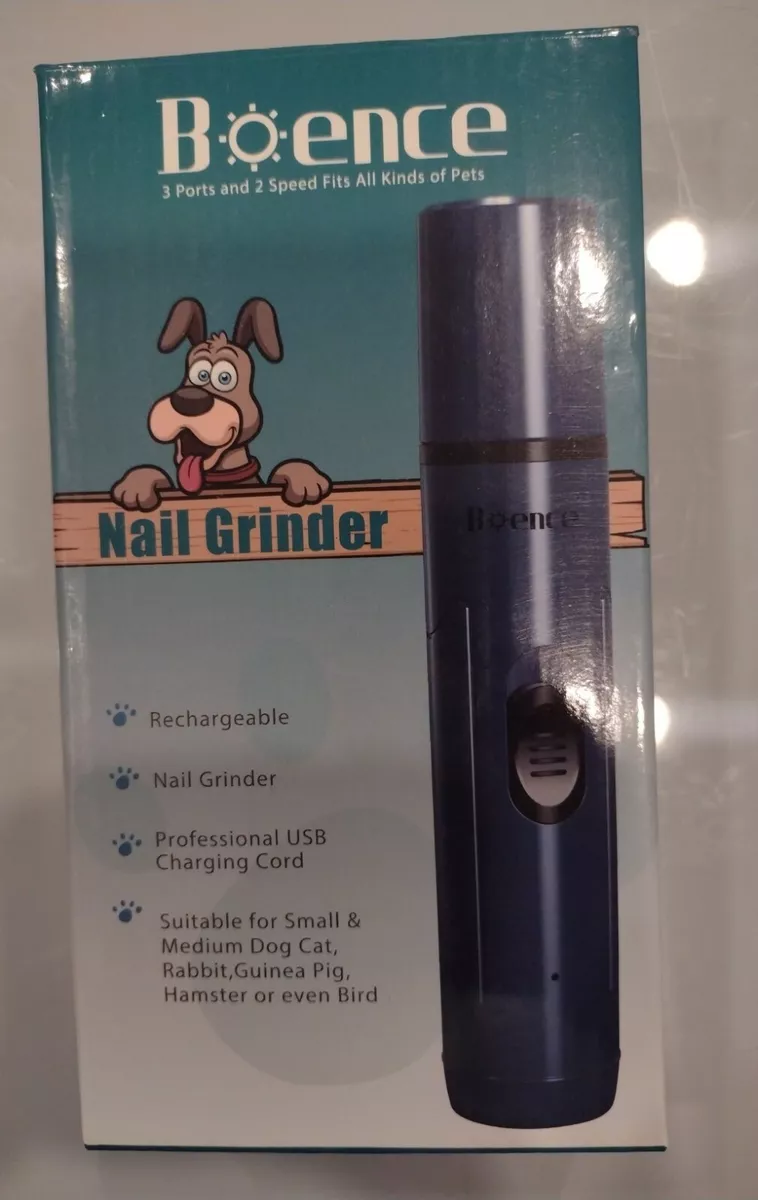 Boence
3 Ports and 2 Speed Fits All Kinds of Pets
Boence
Nail Grinder
Rechargeable
Nail Grinder
Professional USB
Charging Cord
Suitable for Small &
Medium Dog Cat,
Rabbit,Guinea Pig,
Hamster or even Bird